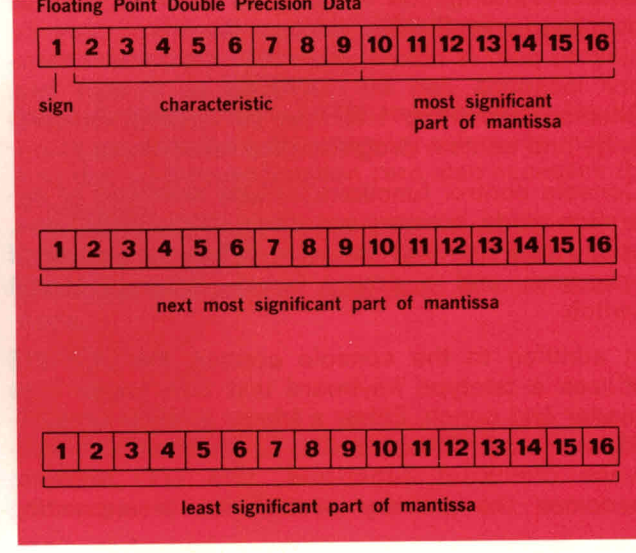 Floating Point Double Precision Data
1 2 3 4 5 6 7 8 9 10 11 12 13 14 15 16
sign characteristic most significant
part of mantissa
1 2 3 4 5 6 7 8 9 10 11 12 13 14 15 16
next most significant part of mantissa
1 2 3 4 5 6 7 8 9 10 11 12 13 14 15 16
least significant part of mantissa